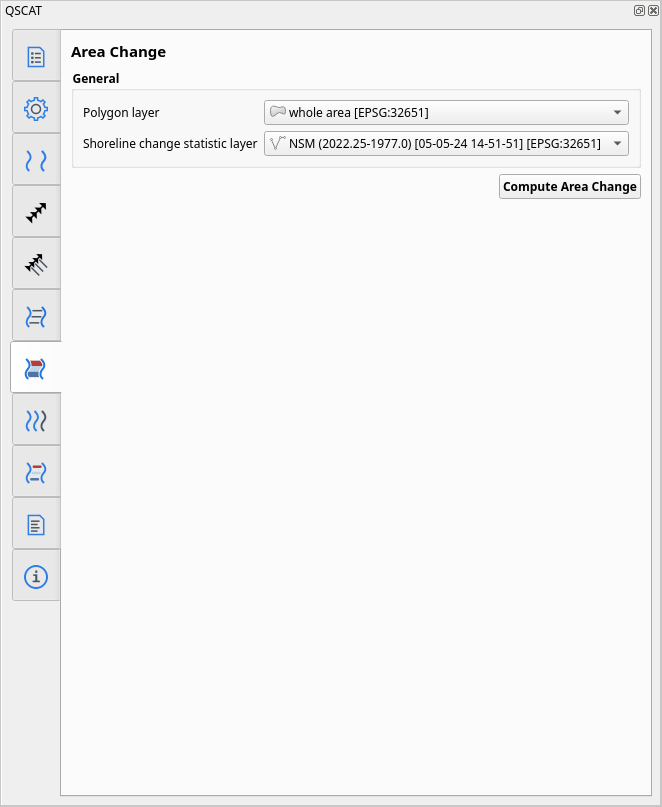 QSCAT
Area Change
General
Polygon layer
whole area [EPSG:32651]
Shoreline change statistic layer
NSM (2022.25-1977.0) [05-05-24 14-51-51] [EPSG:32651]
Compute Area Change